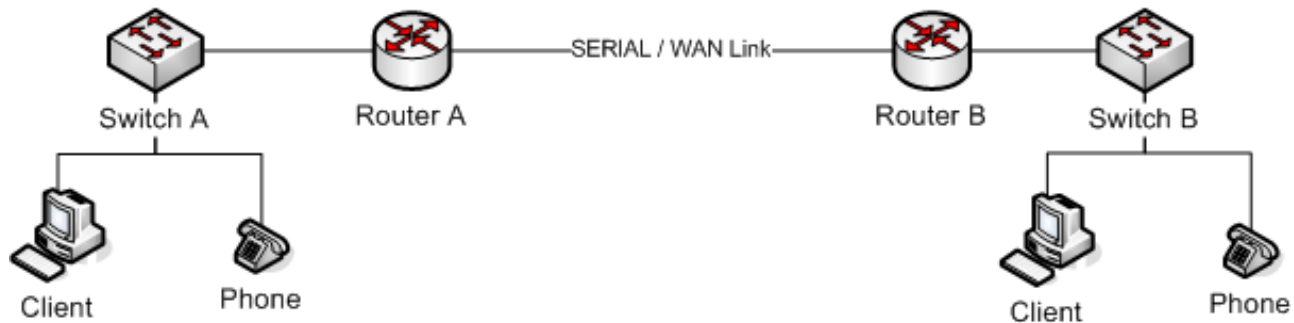 SERIAL / WAN Link
Switch A
Router A
Router B
Switch B
Client
Phone
Client
Phone